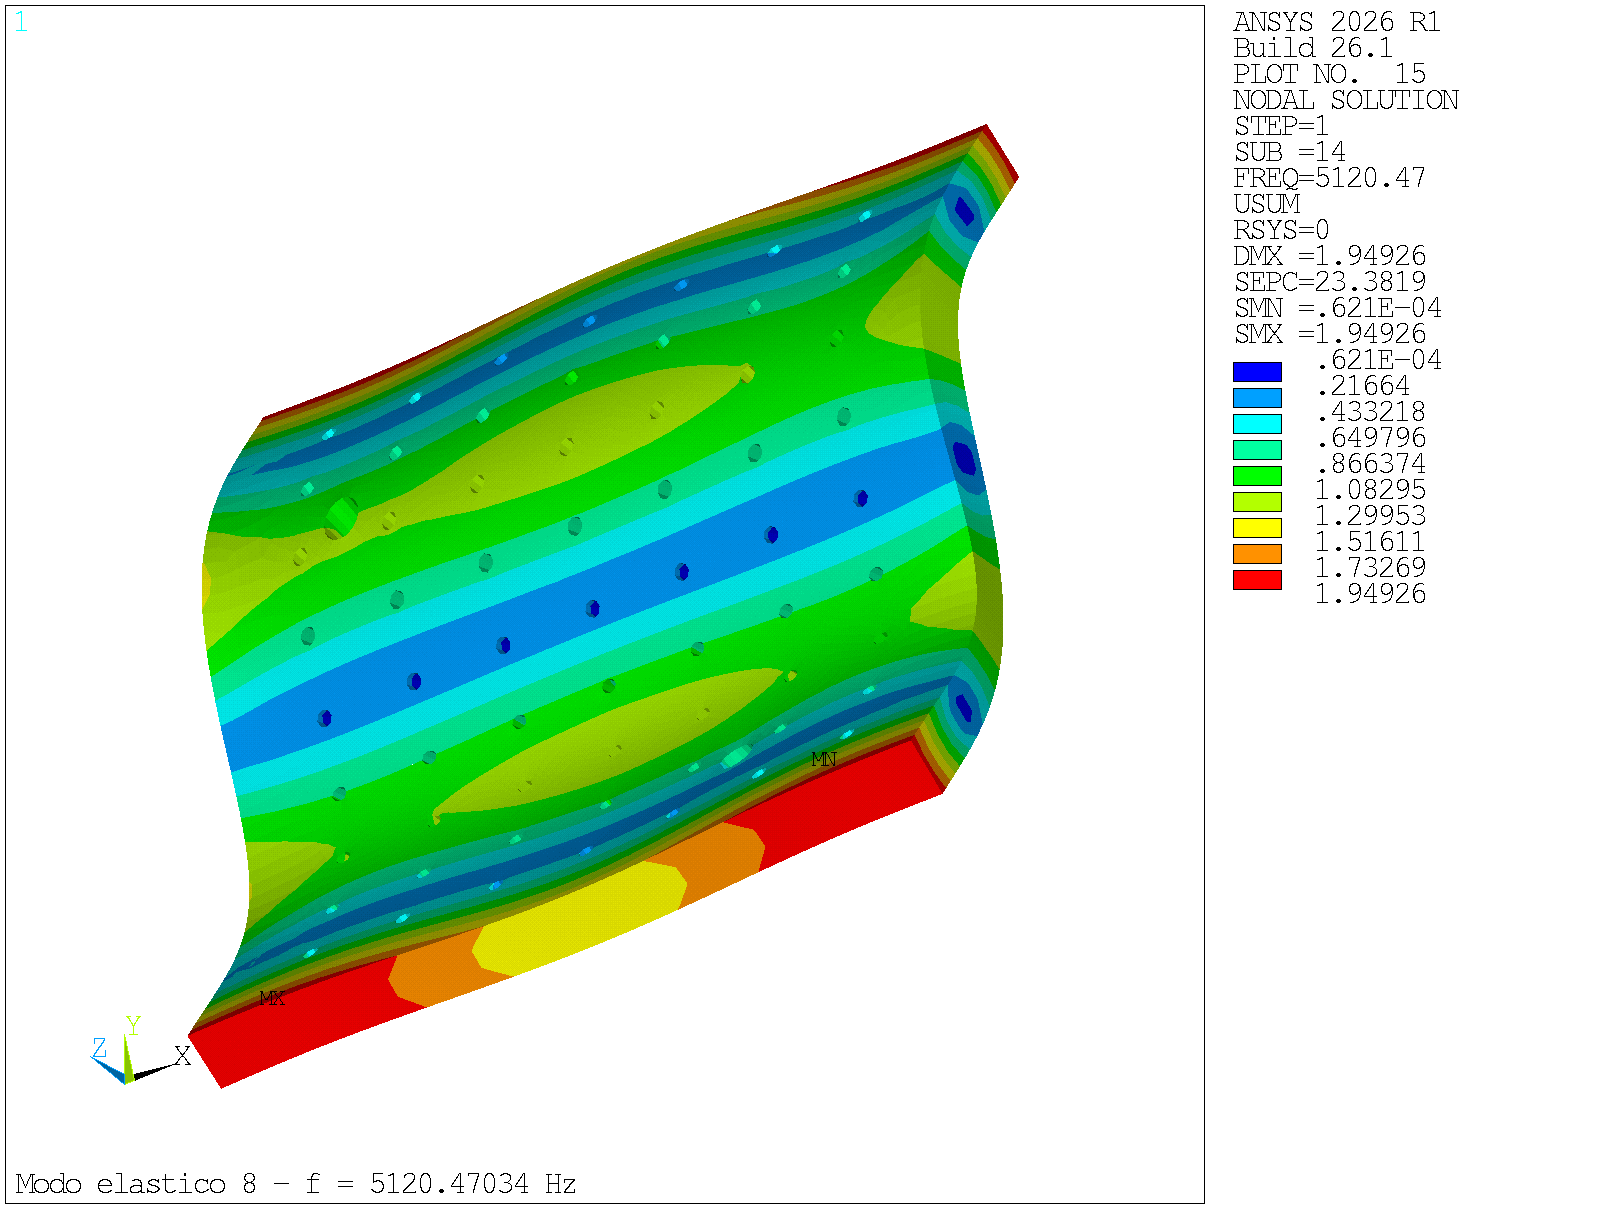 1
ANSYS 2026 R1
Build 26.1
PLOT NO. 15
NODAL SOLUTION
STEP=1
SUB =14
FREQ=5120.47
USUM
RSYS=0
DMX =1.94926
SEPC=23.3819
SMN =.621E-04
SMX =1.94926
.621E-04
.21664
.433218
.649796
.866374
1.08295
1.29953
1.51611
1.73269
1.94926
MN
MX
Y
Z
X
Modo elastico 8 - f = 5120.47034 Hz